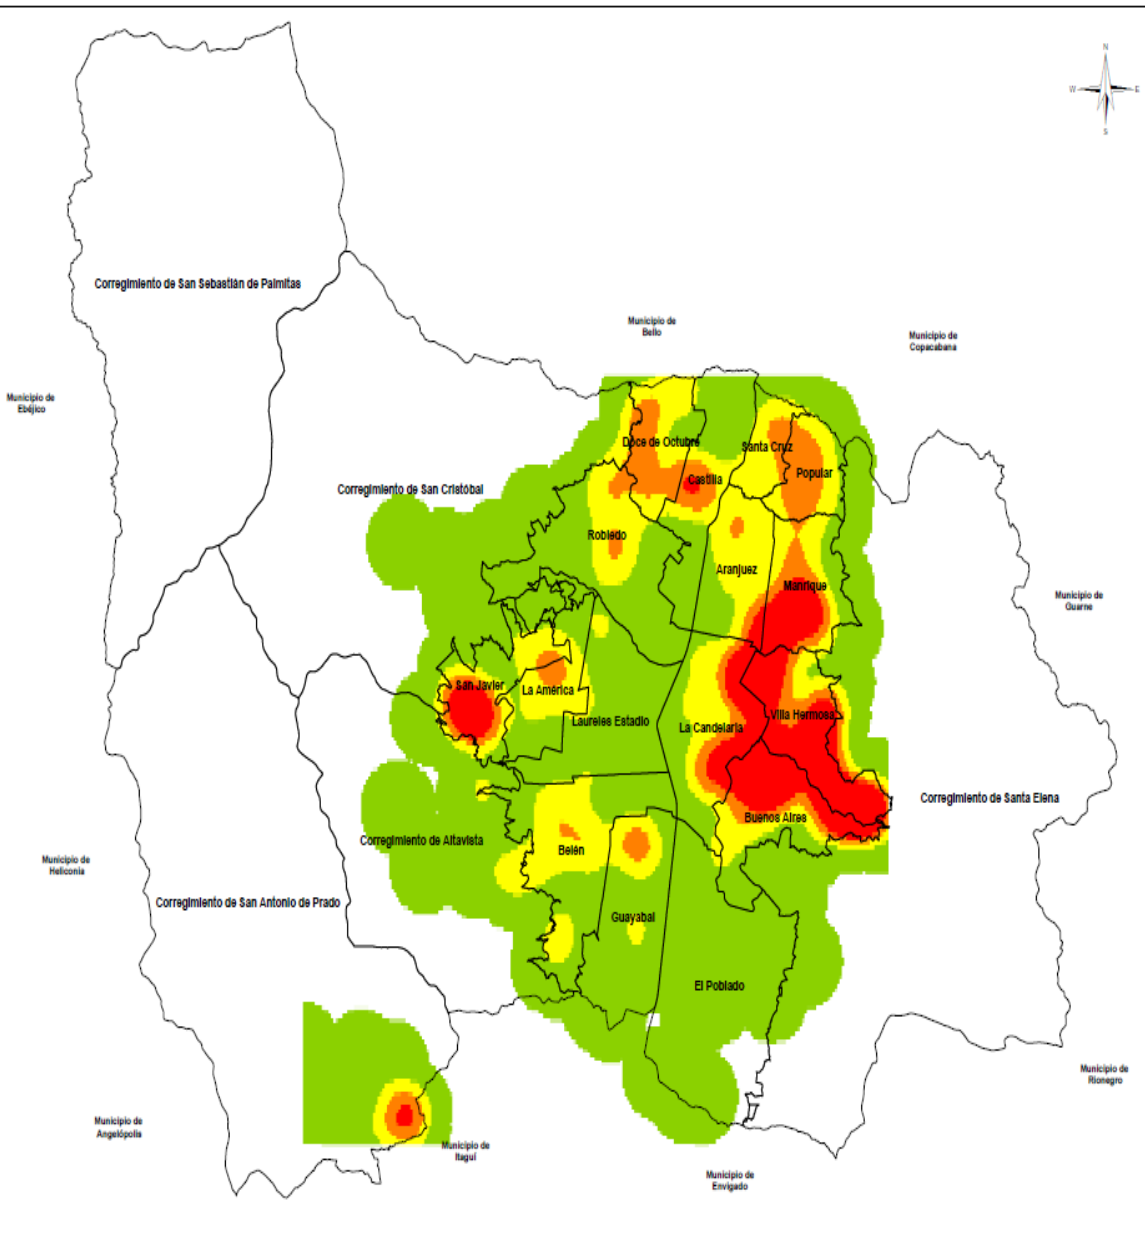 N
W
E
S
Corregimiento de San Sebastián de Palmitas
Municipio de
Bello
Municipio de
Copacabana
Municipio de
Ebéjico
Doce de Octubre
Santa Cruz
Popular
Castilla
Corregimiento de San Cristóbal
Robledo
Aranjuez
Manrique
Municipio de
Guarne
San Javier
La América
Laureles Estadio
La Candelaria
Villa Hermosa
Corregimiento de Santa Elena
Buenos Aires
Corregimiento de Altavista
Belén
Municipio de
Heliconia
Corregimiento de San Antonio de Prado
Guayabal
El Poblado
Municipio de
Rionegro
Municipio de
Angelópolis
Municipio de
Itaguí
Municipio de
Envigado